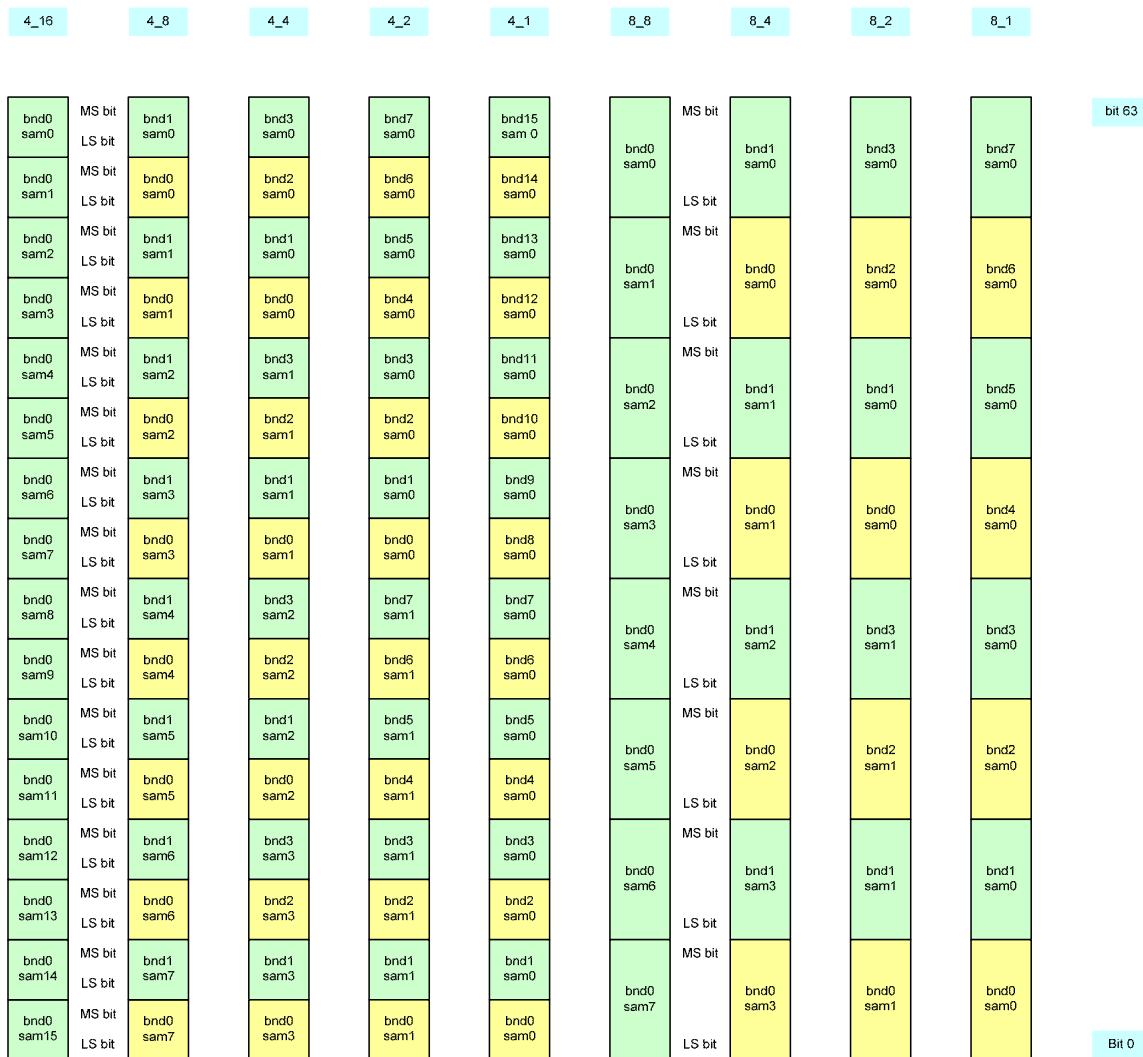 4_16 4_8 4_4 4_2 4_1 8_8 8_4 8_2 8_1
bnd0
sam0
bnd0
sam1
bnd0
sam2
bnd0
sam3
bnd0
sam4
bnd0
sam5
bnd0
sam6
bnd0
sam7
bnd0
sam8
bnd0
sam9
bnd0
sam10
bnd0
sam11
bnd0
sam12
bnd0
sam13
bnd0
sam14
bnd0
sam15
MS bit
LS bit
MS bit
LS bit
MS bit
LS bit
MS bit
LS bit
MS bit
LS bit
MS bit
LS bit
MS bit
LS bit
MS bit
LS bit
MS bit
LS bit
MS bit
LS bit
MS bit
LS bit
MS bit
LS bit
MS bit
LS bit
MS bit
LS bit
MS bit
LS bit
MS bit
LS bit
bnd1
sam0
bnd0
sam0
bnd1
sam1
bnd0
sam1
bnd1
sam2
bnd0
sam2
bnd1
sam3
bnd0
sam3
bnd1
sam4
bnd0
sam4
bnd1
sam5
bnd0
sam5
bnd1
sam6
bnd0
sam6
bnd1
sam7
bnd0
sam7
bnd3
sam0
bnd2
sam0
bnd1
sam0
bnd0
sam0
bnd3
sam1
bnd2
sam1
bnd1
sam1
bnd0
sam1
bnd3
sam2
bnd2
sam2
bnd1
sam2
bnd0
sam2
bnd3
sam3
bnd2
sam3
bnd1
sam3
bnd0
sam3
bnd7
sam0
bnd6
sam0
bnd5
sam0
bnd4
sam0
bnd3
sam0
bnd2
sam0
bnd1
sam0
bnd0
sam0
bnd7
sam1
bnd6
sam1
bnd5
sam1
bnd4
sam1
bnd3
sam1
bnd2
sam1
bnd1
sam1
bnd0
sam1
bnd15
sam 0
bnd14
sam0
bnd13
sam0
bnd12
sam0
bnd11
sam0
bnd10
sam0
bnd9
sam0
bnd8
sam0
bnd7
sam0
bnd6
sam0
bnd5
sam0
bnd4
sam0
bnd3
sam0
bnd2
sam0
bnd1
sam0
bnd0
sam0
bnd0
sam0
bnd0
sam1
bnd0
sam2
bnd0
sam3
bnd0
sam4
bnd0
sam5
bnd0
sam6
bnd0
sam7
MS bit
LS bit
MS bit
LS bit
MS bit
LS bit
MS bit
LS bit
MS bit
LS bit
MS bit
LS bit
MS bit
LS bit
MS bit
LS bit
bnd1
sam0
bnd0
sam0
bnd1
sam1
bnd0
sam1
bnd1
sam2
bnd0
sam2
bnd1
sam3
bnd0
sam3
bnd3
sam0
bnd2
sam0
bnd1
sam0
bnd0
sam0
bnd3
sam1
bnd2
sam1
bnd1
sam1
bnd0
sam1
bnd7
sam0
bnd6
sam0
bnd5
sam0
bnd4
sam0
bnd3
sam0
bnd2
sam0
bnd1
sam0
bnd0
sam0
bit 63
Bit 0